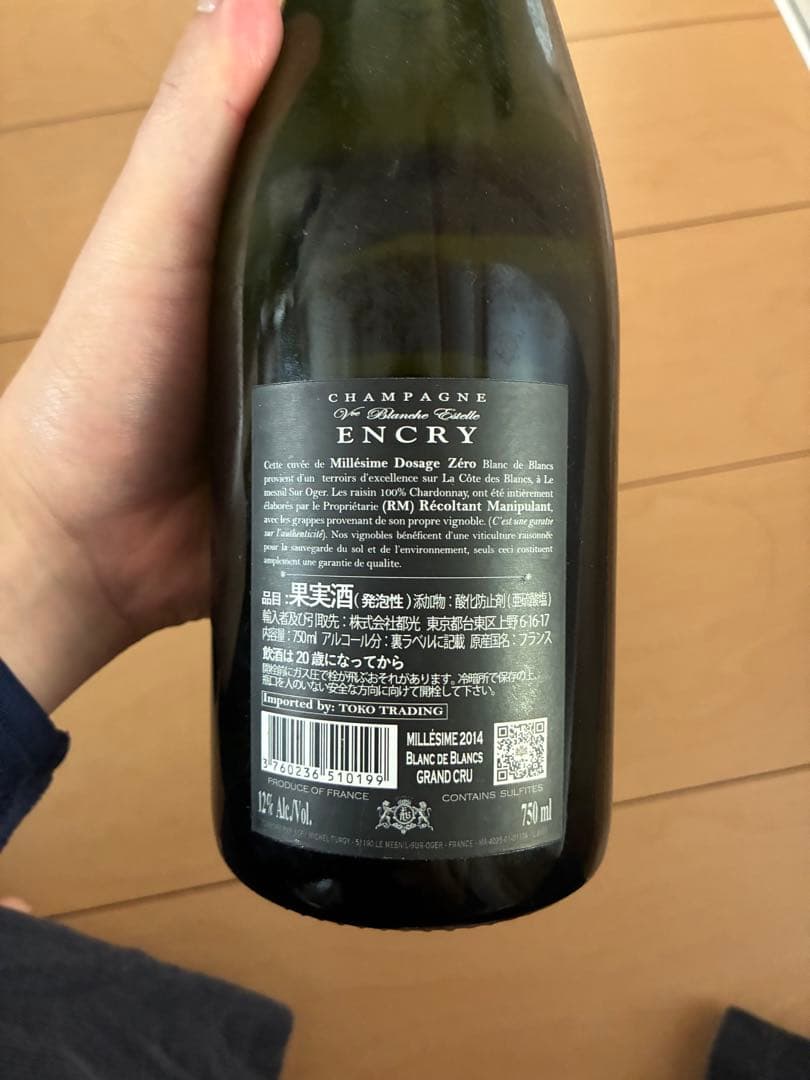 CHAMPAGNE
Vve Blanche Estelle
ENCRY
Cette cuvée de Millésime Dosage Zéro Blanc de Blancs
provient d'un terroirs d'excellence sur La Côte des Blancs, à Le
mesnil Sur Oger. Les raisin 100% Chardonnay, ont été intièrement
élaborés par le Propriétarie (RM) Récoltant Manipulant,
avec les grappes provenant de son propre vignoble. (C'est une garatie
sur l'authenticité). Nos vignobles bénéficent d'une viticulture raisonnée
pour la sauvegarde du sol et de l'environnement, seuls ceci costituent
amplement une garantie de qualite.
品目:果実酒(発泡性)添加物:酸化防止剤(亜硫酸塩)
輸入者及び引取先:株式会社都光 東京都台東区上野6-16-17
内容量:750ml アルコール分:裏ラベルに記載 原産国名:フランス
飲酒は20歳になってから
開栓前にガス圧で栓が飛ぶおそれがあります。冷暗所で保存の上、
瓶口を人のいない安全な方向に向けて開栓して下さい。
Imported by: TOKO TRADING
3 760236 510199
MILLÉSIME 2014
BLANC DE BLANCS
GRAND CRU
PRODUCE OF FRANCE
CONTAINS SULFITES
12% Alc./Vol.
750 ml
MICHEL TURGY - 51190 LE MESNIL-SUR-OGER - FRANCE